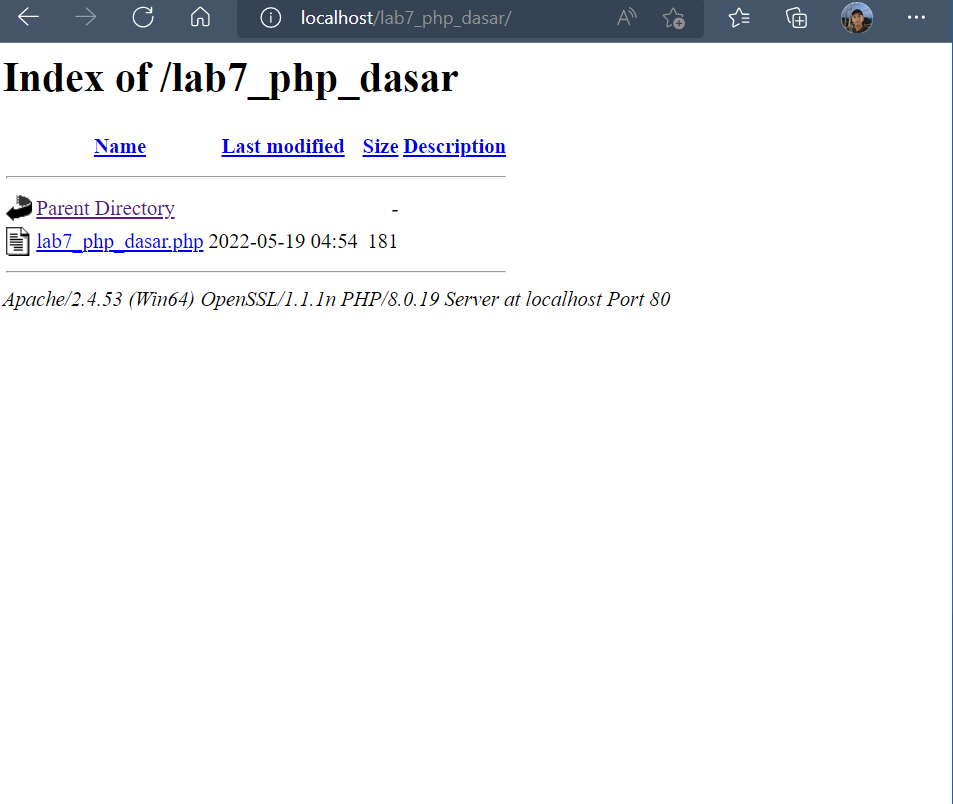 localhost/lab7_php_dasar/
Index of /lab7_php_dasar
Name Last modified Size Description
Parent Directory -
lab7_php_dasar.php 2022-05-19 04:54 181
Apache/2.4.53 (Win64) OpenSSL/1.1.1n PHP/8.0.19 Server at localhost Port 80